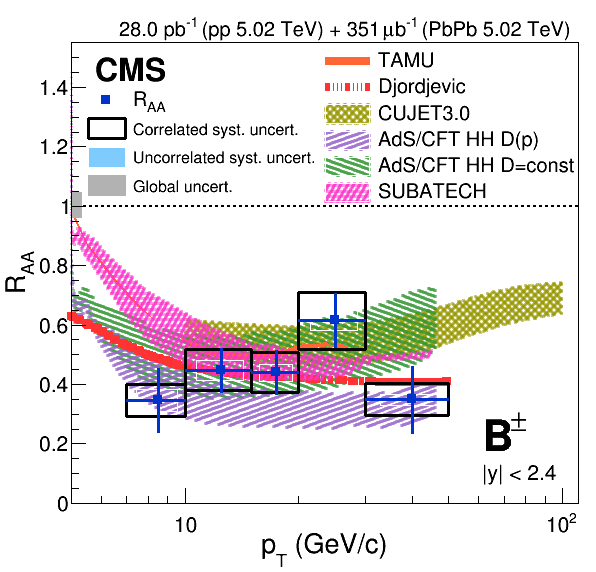 28.0 pb⁻¹ (pp 5.02 TeV) + 351 μb⁻¹ (PbPb 5.02 TeV)
CMS
R_AA
Correlated syst. uncert.
Uncorrelated syst. uncert.
Global uncert.
TAMU
Djordjevic
CUJET3.0
AdS/CFT HH D(p)
AdS/CFT HH D=const
SUBATECH
R_AA
1.4
1.2
1
0.8
0.6
0.4
0.2
0
B±
|y| < 2.4
10
10²
p_T (GeV/c)